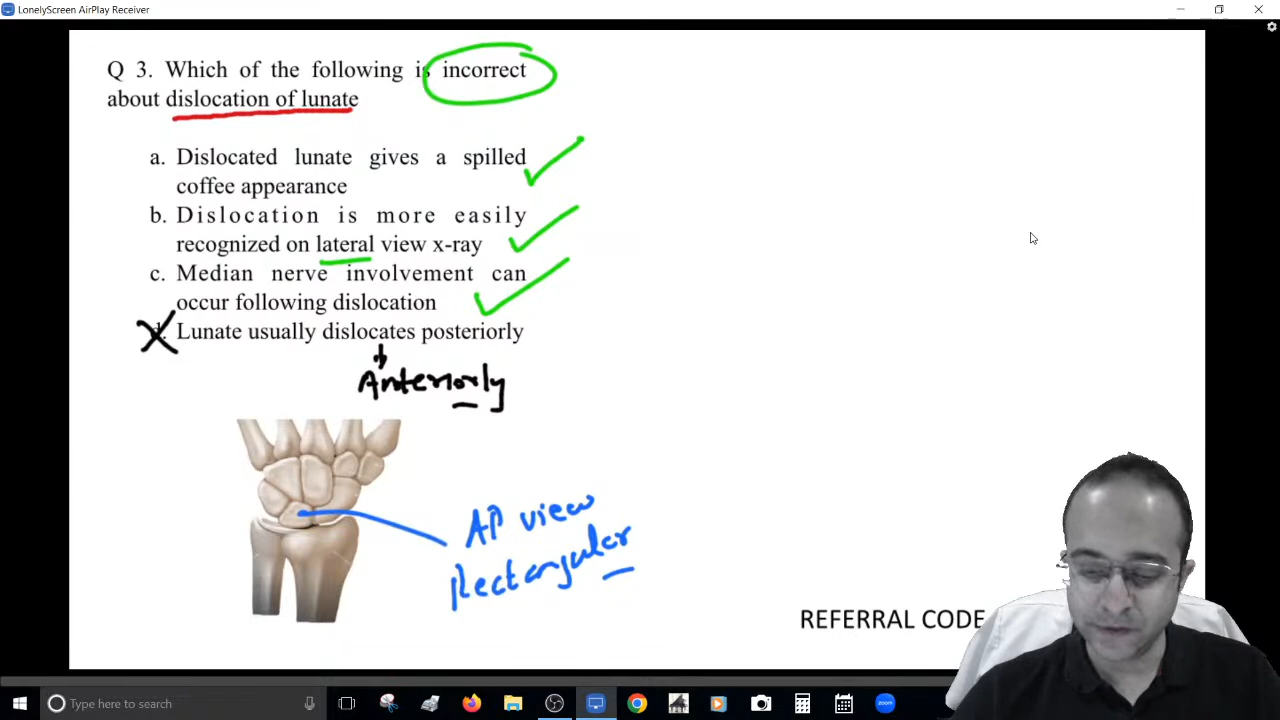 LonelyScreen AirPlay Receiver
Q 3. Which of the following is incorrect
about dislocation of lunate
a. Dislocated lunate gives a spilled
coffee appearance
b. Dislocation is more easily
recognized on lateral view x-ray
c. Median nerve involvement can
occur following dislocation
d. Lunate usually dislocates posteriorly
Anteriorly
AP view
Rectangular
REFERRAL CODE
Type here to search
zoom